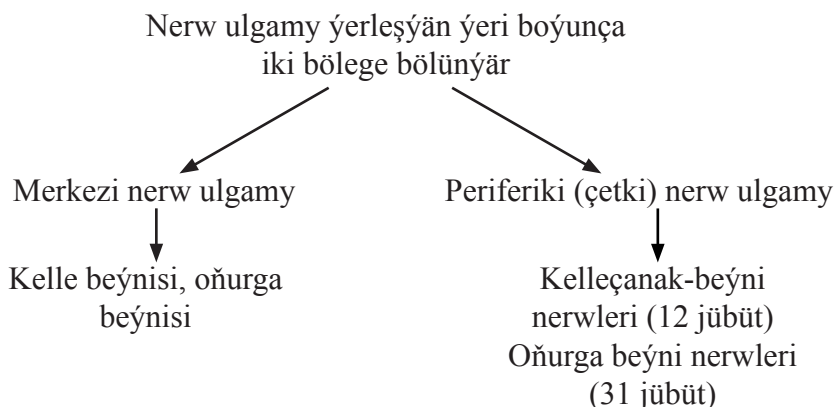 Nerw ulgamy ýerleşýän ýeri boýunça
iki bölege bölünýär
Merkezi nerw ulgamy
Periferiki (çetki) nerw ulgamy
Kelle beýnisi, oňurga
beýnisi
Kelleçanak-beýni
nerwleri (12 jübüt)
Oňurga beýni nerwleri
(31 jübüt)